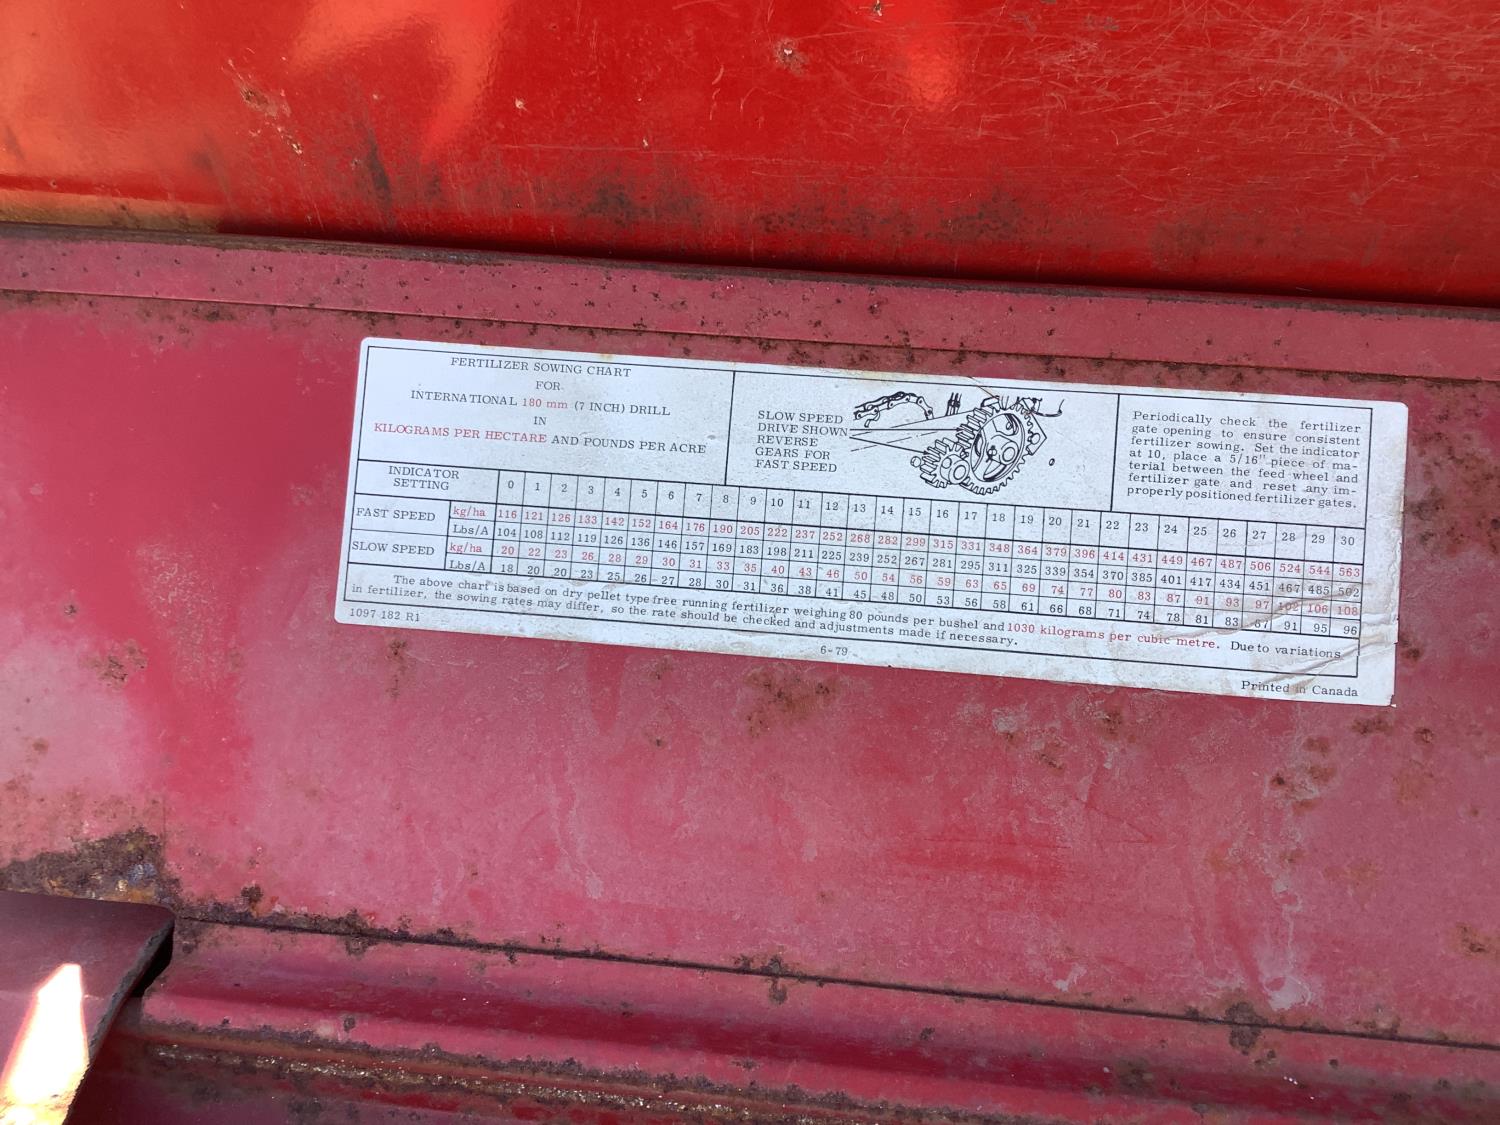 FERTILIZER SOWING CHART
FOR
INTERNATIONAL 180 mm (7 INCH) DRILL
IN
KILOGRAMS PER HECTARE AND POUNDS PER ACRE
SLOW SPEED
DRIVE SHOWN
REVERSE
GEARS FOR
FAST SPEED
Periodically check the fertilizer
gate opening to ensure consistent
fertilizer sowing. Set the indicator
at 10, place a 5/16" piece of ma-
terial between the feed wheel and
fertilizer gate and reset any im-
properly positioned fertilizer gates.
INDICATOR SETTING 0 1 2 3 4 5 6 7 8 9 10 11 12 13 14 15 16 17 18 19 20 21 22 23 24 25 26 27 28 29 30
FAST SPEED kg/ha 116 121 126 133 142 152 164 176 190 205 222 237 252 268 282 299 315 331 348 364 379 396 414 431 449 467 487 506 524 544 563
Lbs/A 104 108 112 119 126 136 146 157 169 183 198 211 225 239 252 267 281 295 311 325 339 354 370 385 401 417 434 451 467 485 502
SLOW SPEED kg/ha 20 22 23 26 28 29 30 31 33 35 40 43 46 50 54 56 59 63 65 69 74 77 80 83 87 91 93 97 102 106 108
Lbs/A 18 20 20 23 25 26 27 28 30 31 36 38 41 45 48 50 53 56 58 61 66 68 71 74 78 81 83 87 91 95 96
The above chart is based on dry pellet type free running fertilizer weighing 80 pounds per bushel and 1030 kilograms per cubic metre. Due to variations
in fertilizer, the sowing rates may differ, so the rate should be checked and adjustments made if necessary.
1097 182 R1
6-79
Printed in Canada